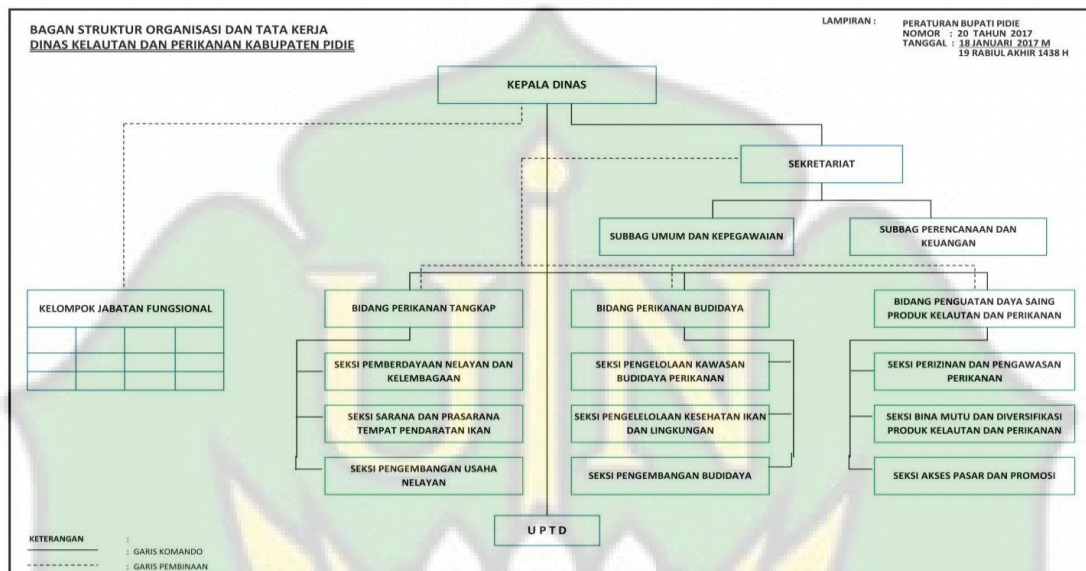 BAGAN STRUKTUR ORGANISASI DAN TATA KERJA
DINAS KELAUTAN DAN PERIKANAN KABUPATEN PIDIE
LAMPIRAN :
PERATURAN BUPATI PIDIE
NOMOR : 20 TAHUN 2017
TANGGAL : 18 JANUARI 2017 M
19 RABIUL AKHIR 1438 H
KEPALA DINAS
SEKRETARIAT
SUBBAG UMUM DAN KEPEGAWAIAN
SUBBAG PERENCANAAN DAN
KEUANGAN
KELOMPOK JABATAN FUNGSIONAL
BIDANG PERIKANAN TANGKAP
BIDANG PERIKANAN BUDIDAYA
BIDANG PENGUATAN DAYA SAING
PRODUK KELAUTAN DAN PERIKANAN
SEKSI PEMBERDAYAAN NELAYAN DAN
KELEMBAGAAN
SEKSI PENGELOLAAN KAWASAN
BUDIDAYA PERIKANAN
SEKSI PERIZINAN DAN PENGAWASAN
PERIKANAN
SEKSI SARANA DAN PRASARANA
TEMPAT PENDARATAN IKAN
SEKSI PENGELELOLAAN KESEHATAN IKAN
DAN LINGKUNGAN
SEKSI BINA MUTU DAN DIVERSIFIKASI
PRODUK KELAUTAN DAN PERIKANAN
SEKSI PENGEMBANGAN USAHA
NELAYAN
SEKSI PENGEMBANGAN BUDIDAYA
SEKSI AKSES PASAR DAN PROMOSI
U P T D
KETERANGAN :
: GARIS KOMANDO
: GARIS PEMBINAAN
UIN